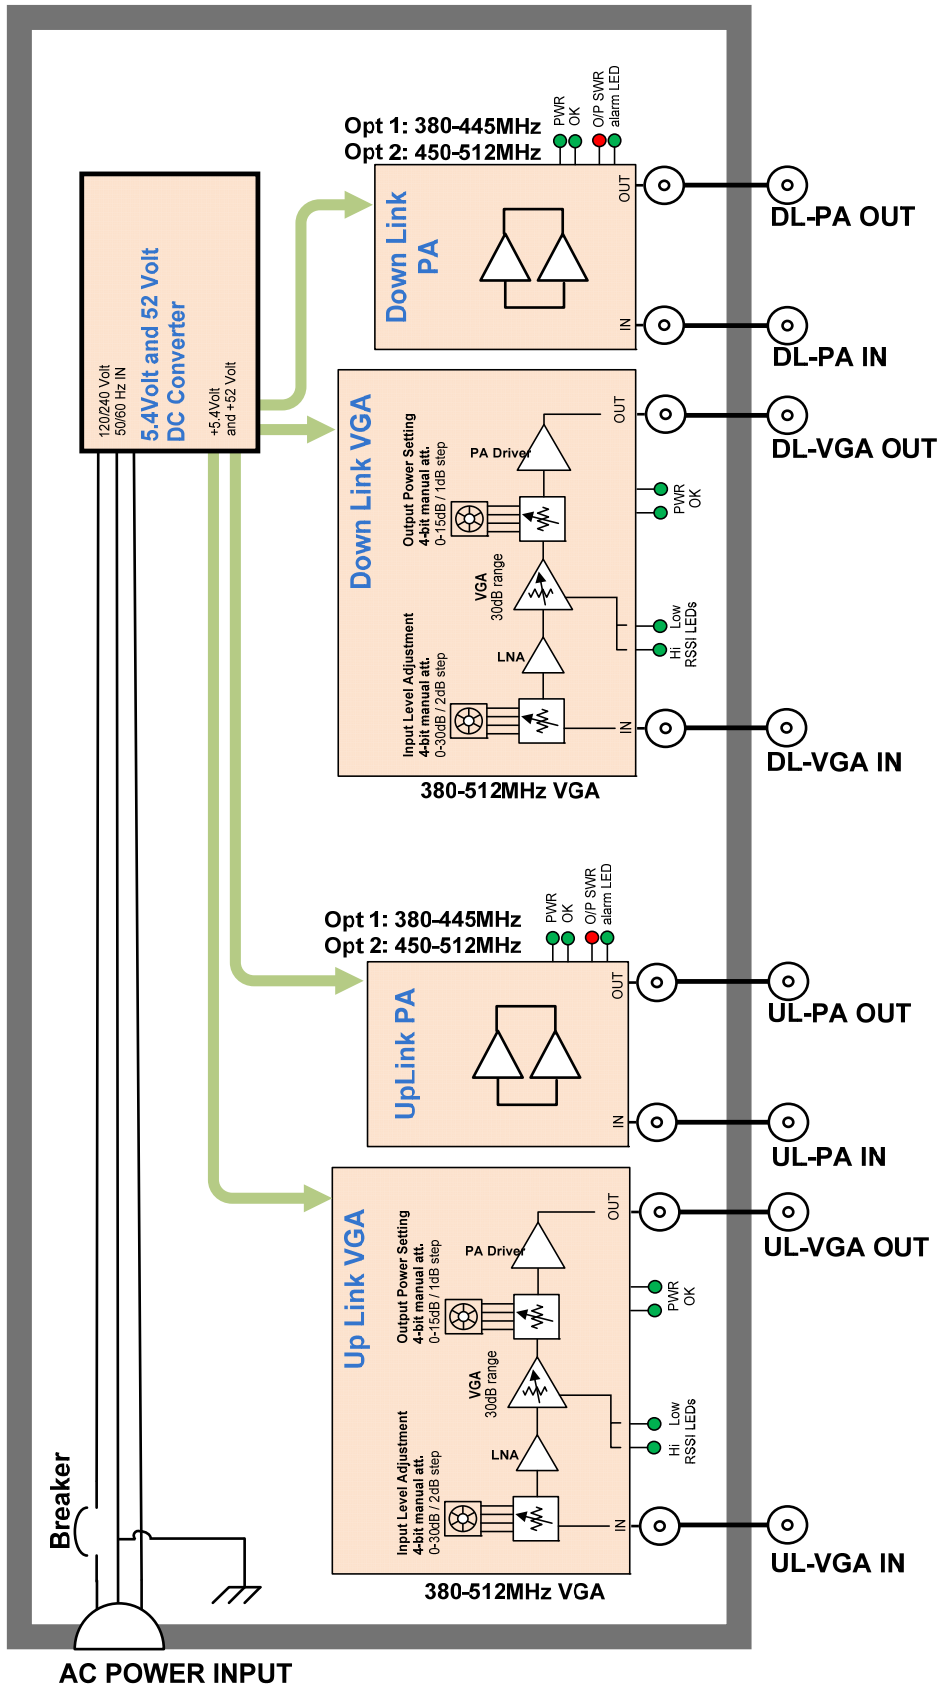 Opt 1: 380-445MHz
Opt 2: 450-512MHz
PWR
OK
O/P SWR
alarm LED
Down Link
PA
OUT
IN
DL-PA OUT
DL-PA IN
120/240 Volt
50/60 Hz IN
5.4Volt and 52 Volt
DC Converter
+5.4Volt
and +52 Volt
Down Link VGA
Output Power Setting
4-bit manual att.
0-15dB / 1dB step
PA Driver
OUT
DL-VGA OUT
PWR
OK
VGA
30dB range
LNA
Low
Hi
RSSI LEDs
Input Level Adjustment
4-bit manual att.
0-30dB / 2dB step
IN
DL-VGA IN
380-512MHz VGA
Opt 1: 380-445MHz
Opt 2: 450-512MHz
PWR
OK
O/P SWR
alarm LED
UpLink PA
OUT
IN
UL-PA OUT
UL-PA IN
Up Link VGA
Output Power Setting
4-bit manual att.
0-15dB / 1dB step
PA Driver
OUT
UL-VGA OUT
PWR
OK
VGA
30dB range
LNA
Low
Hi
RSSI LEDs
Input Level Adjustment
4-bit manual att.
0-30dB / 2dB step
IN
UL-VGA IN
380-512MHz VGA
Breaker
AC POWER INPUT